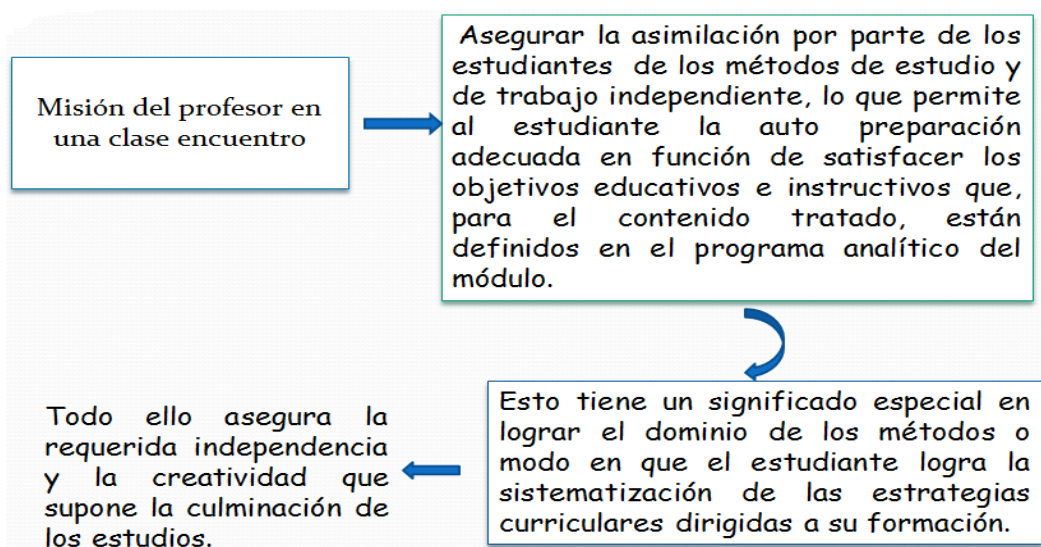 Misión del profesor en
una clase encuentro
Asegurar la asimilación por parte de los
estudiantes de los métodos de estudio y
de trabajo independiente, lo que permite
al estudiante la auto preparación
adecuada en función de satisfacer los
objetivos educativos e instructivos que,
para el contenido tratado, están
definidos en el programa analítico del
módulo.
Esto tiene un significado especial en
lograr el dominio de los métodos o
modo en que el estudiante logra la
sistematización de las estrategias
curriculares dirigidas a su formación.
Todo ello asegura la
requerida independencia
y la creatividad que
supone la culminación de
los estudios.